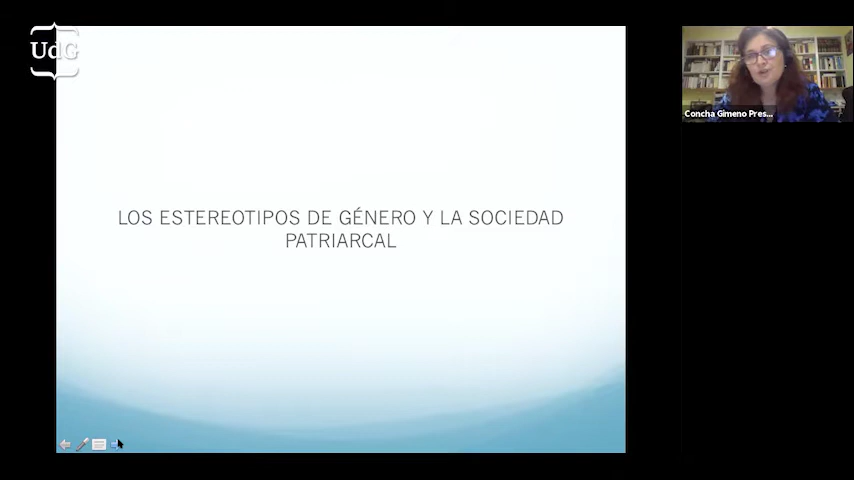 UdG
LOS ESTEREOTIPOS DE GÉNERO Y LA SOCIEDAD
PATRIARCAL
Concha Gimeno Pres...